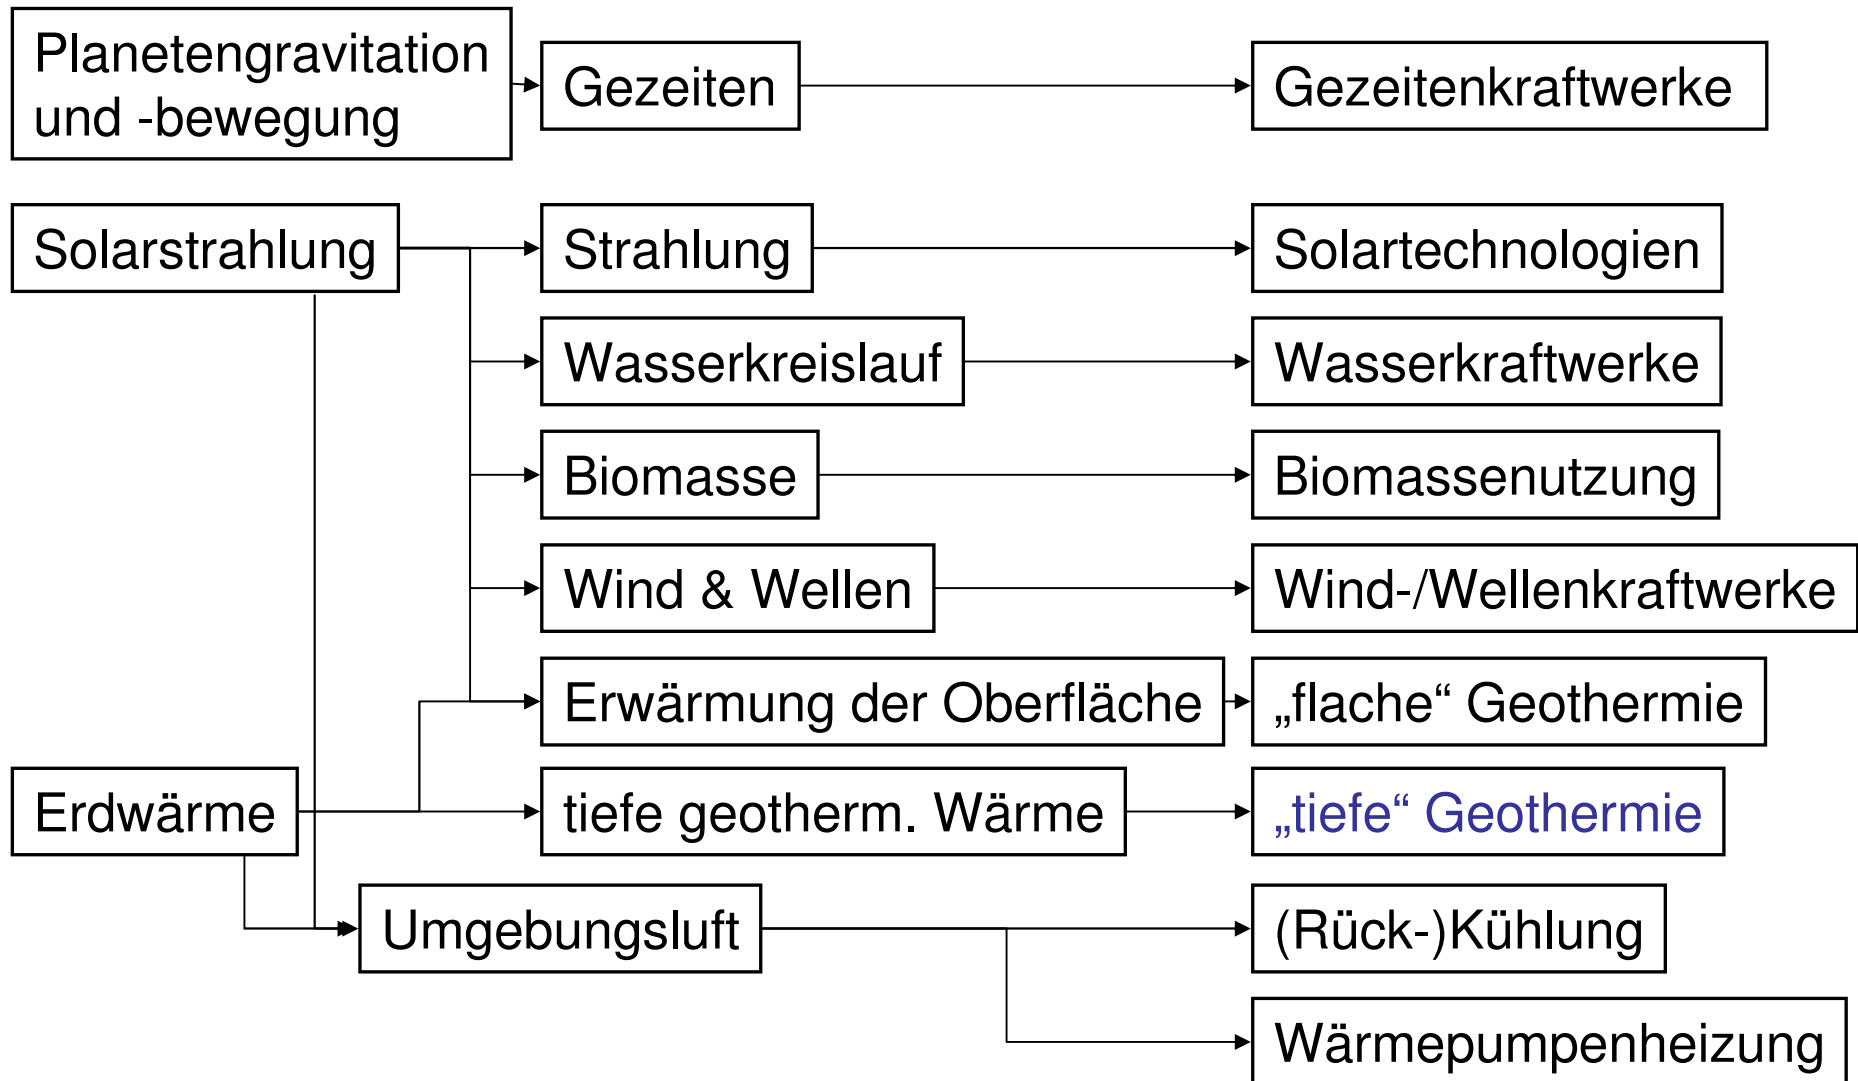 Planetengravitation
und -bewegung
Gezeiten
Gezeitenkraftwerke
Solarstrahlung
Strahlung
Solartechnologien
Wasserkreislauf
Wasserkraftwerke
Biomasse
Biomassenutzung
Wind & Wellen
Wind-/Wellenkraftwerke
Erwärmung der Oberfläche
„flache“ Geothermie
Erdwärme
tiefe geotherm. Wärme
„tiefe“ Geothermie
Umgebungsluft
(Rück-)Kühlung
Wärmepumpenheizung